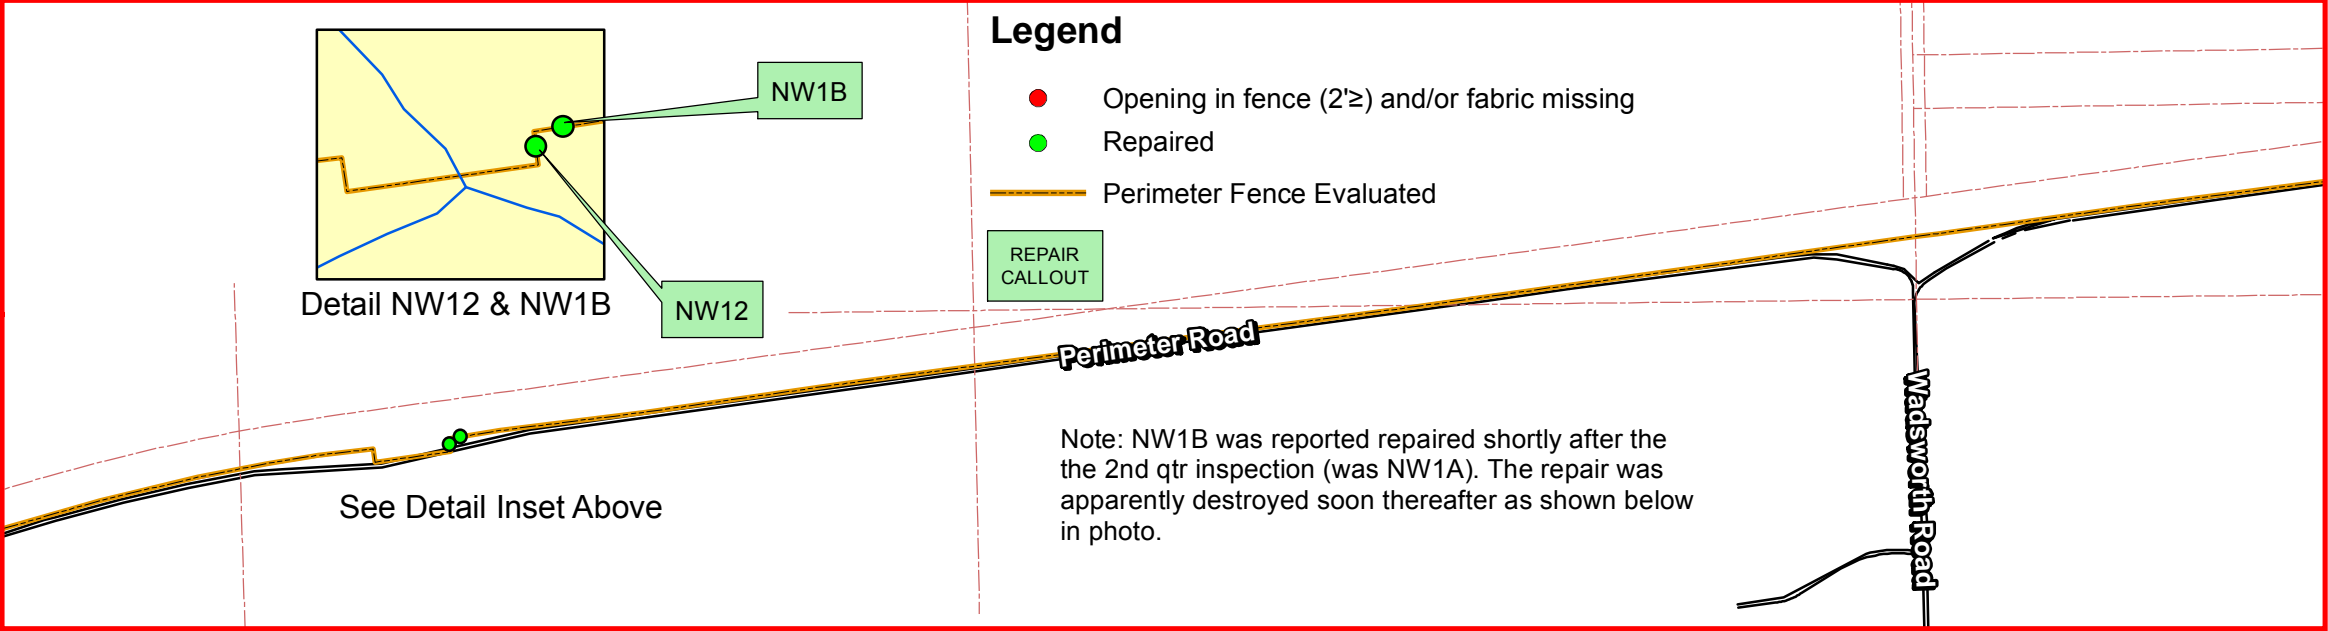 Legend
Opening in fence (2'≥) and/or fabric missing
Repaired
Perimeter Fence Evaluated
REPAIR
CALLOUT
NW1B
NW12
Detail NW12 & NW1B
Perimeter Road
Wadsworth Road
See Detail Inset Above
Note: NW1B was reported repaired shortly after the
the 2nd qtr inspection (was NW1A). The repair was
apparently destroyed soon thereafter as shown below
in photo.